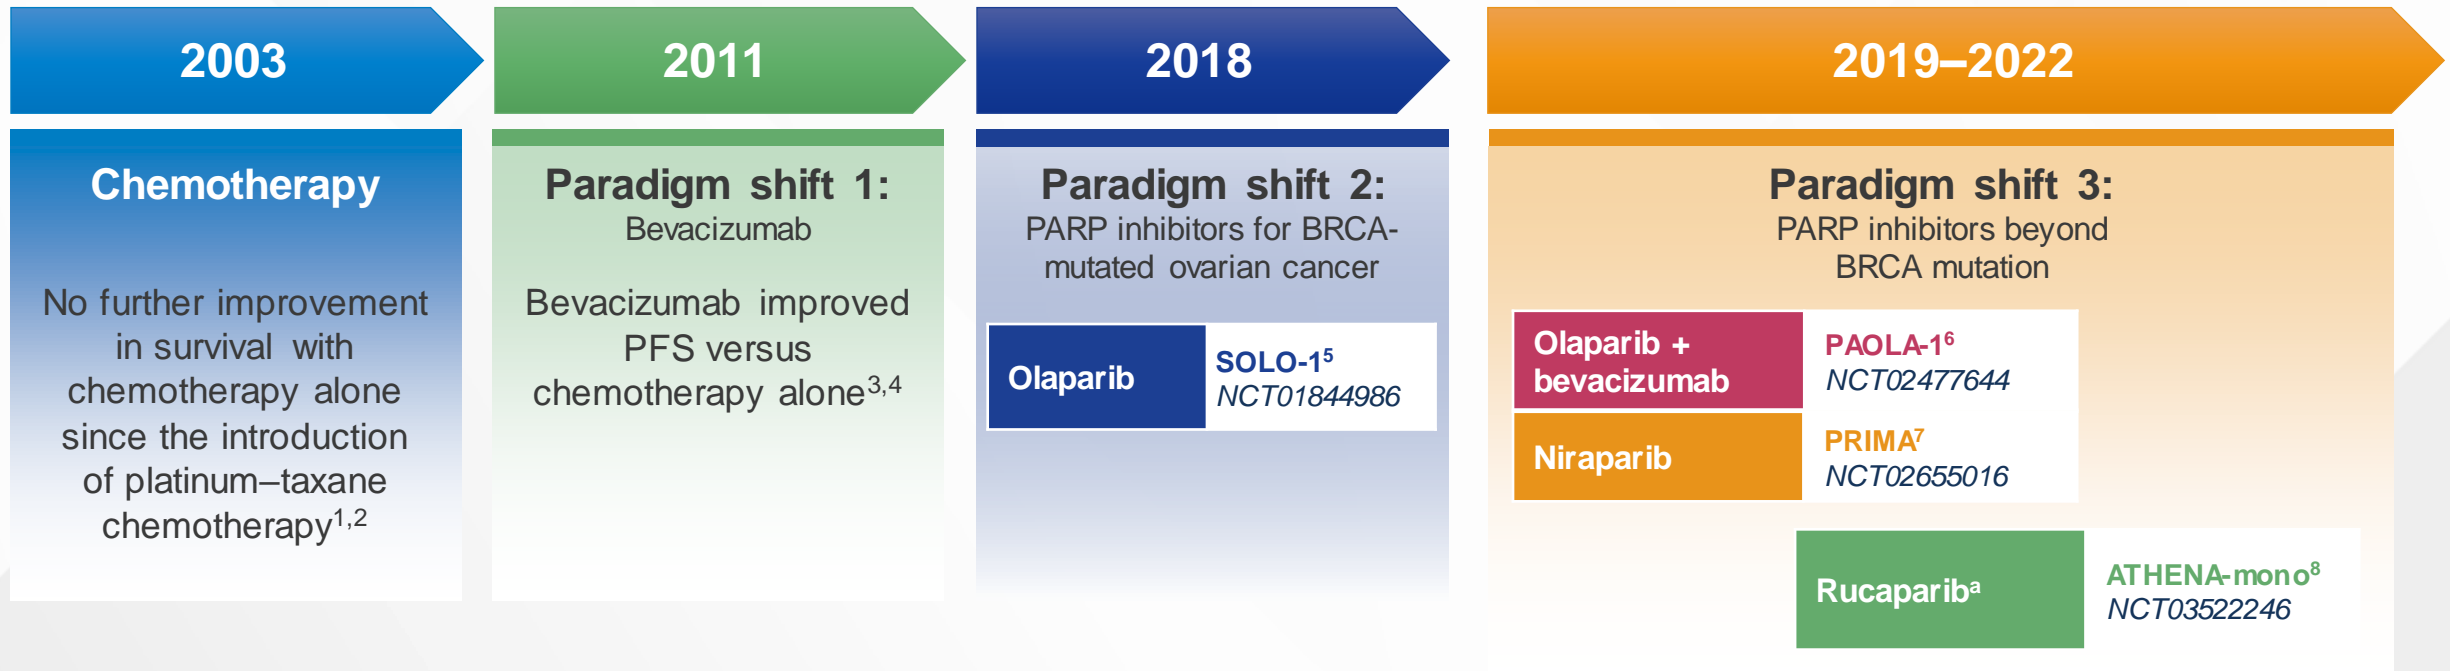 2003
2011
2018
2019–2022
Chemotherapy
No further improvement
in survival with
chemotherapy alone
since the introduction
of platinum–taxane
chemotherapy1,2
Paradigm shift 1:
Bevacizumab
Bevacizumab improved
PFS versus
chemotherapy alone3,4
Paradigm shift 2:
PARP inhibitors for BRCA-
mutated ovarian cancer
Olaparib
SOLO-15
NCT01844986
Paradigm shift 3:
PARP inhibitors beyond
BRCA mutation
Olaparib +
bevacizumab
PAOLA-16
NCT02477644
Niraparib
PRIMA7
NCT02655016
Rucapariba
ATHENA-mono8
NCT03522246